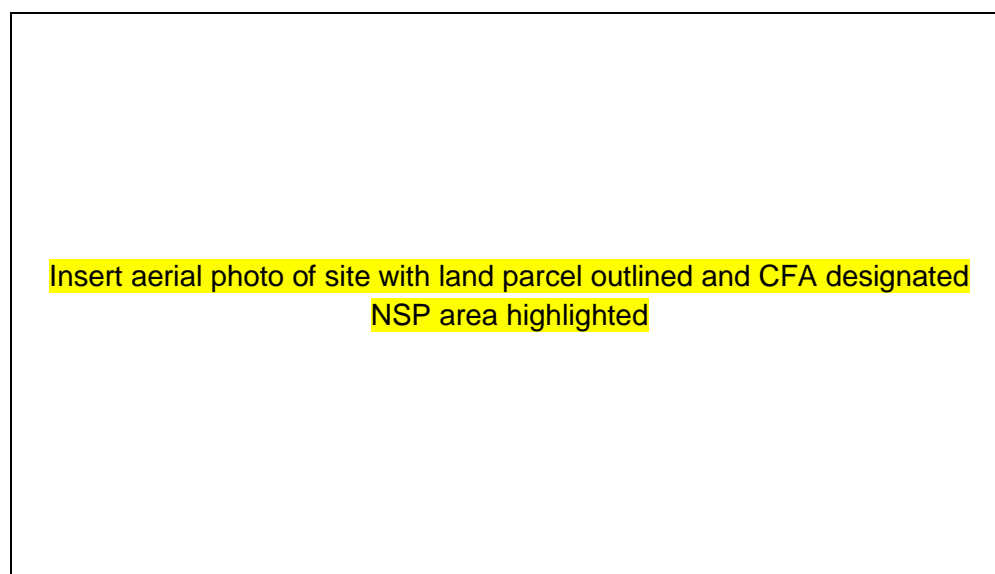 Insert aerial photo of site with land parcel outlined and CFA designated
NSP area highlighted